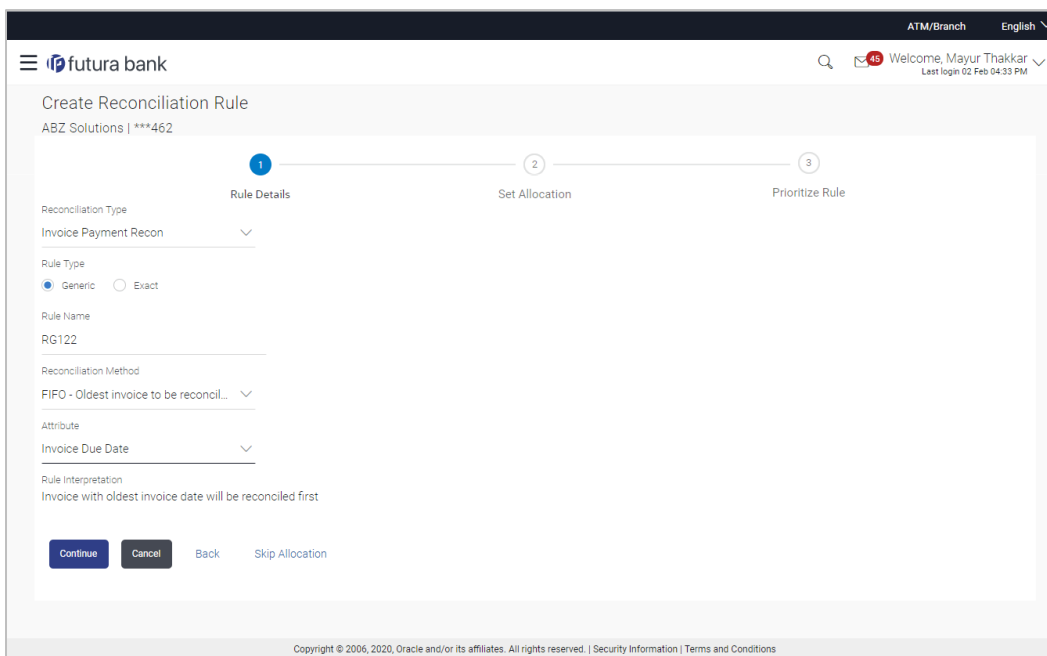 ATM/Branch English
futura bank
45 Welcome, Mayur Thakkar
Last login 02 Feb 04:33 PM
Create Reconciliation Rule
ABZ Solutions | ***462
1 2 3
Rule Details Set Allocation Prioritize Rule
Reconciliation Type
Invoice Payment Recon
Rule Type
Generic Exact
Rule Name
RG122
Reconciliation Method
FIFO - Oldest invoice to be reconcil...
Attribute
Invoice Due Date
Rule Interpretation
Invoice with oldest invoice date will be reconciled first
Continue Cancel Back Skip Allocation
Copyright © 2006, 2020, Oracle and/or its affiliates. All rights reserved. | Security Information | Terms and Conditions